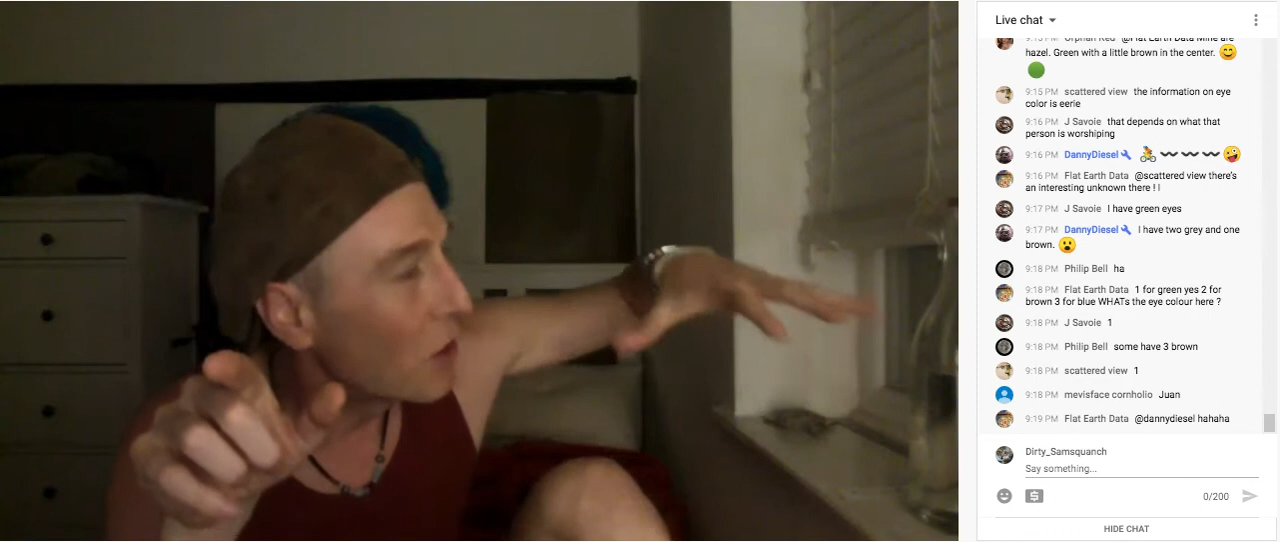 Live chat
9:15 PM Orphan Red @Flat Earth Data Mine are
hazel. Green with a little brown in the center.
9:15 PM scattered view the information on eye
color is eerie
9:16 PM J Savoie that depends on what that
person is worshiping
9:16 PM DannyDiesel
9:16 PM Flat Earth Data @scattered view there's
an interesting unknown there ! I
9:17 PM J Savoie I have green eyes
9:17 PM DannyDiesel I have two grey and one
brown.
9:18 PM Philip Bell ha
9:18 PM Flat Earth Data 1 for green yes 2 for
brown 3 for blue WHATs the eye colour here ?
9:18 PM J Savoie 1
9:18 PM Philip Bell some have 3 brown
9:18 PM scattered view 1
9:18 PM mevisface cornholio Juan
9:19 PM Flat Earth Data @dannydiesel hahaha
Dirty_Samsquanch
Say something...
0/200
HIDE CHAT